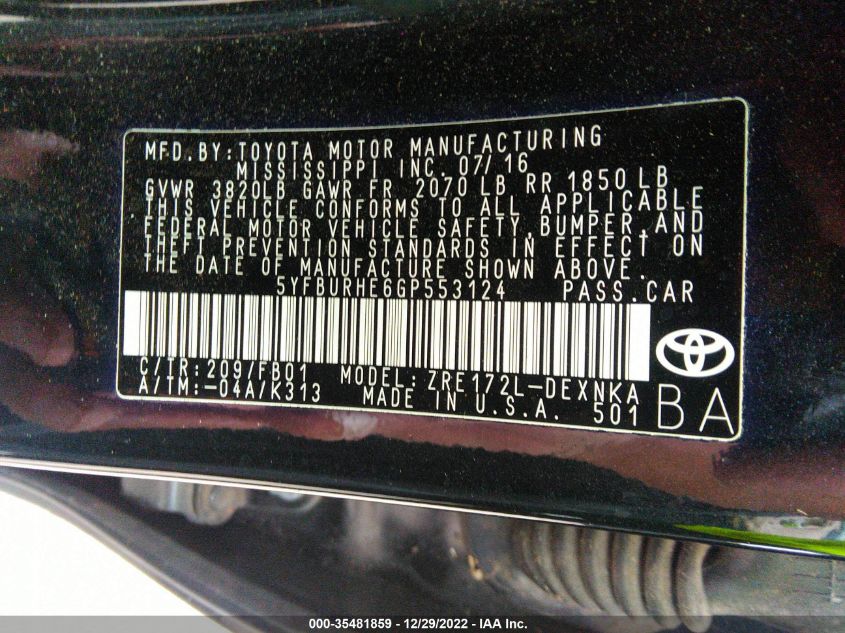 MFD.BY:TOYOTA MOTOR MANUFACTURING
MISSISSIPPI INC. 07/16
GVWR 3820LB GAWR FR 2070 LB RR 1850 LB
THIS VEHICLE CONFORMS TO ALL APPLICABLE
FEDERAL MOTOR VEHICLE SAFETY,BUMPER,AND
THEFT PREVENTION STANDARDS IN EFFECT ON
THE DATE OF MANUFACTURE SHOWN ABOVE.
5YFBURHE6GP553124 PASS.CAR
C/TR:209/FB01 MODEL:ZRE172L-DEXNKA
A/TM:-04A/K313 MADE IN U.S.A. 501
BA
000-35481859 - 12/29/2022 - IAA Inc.